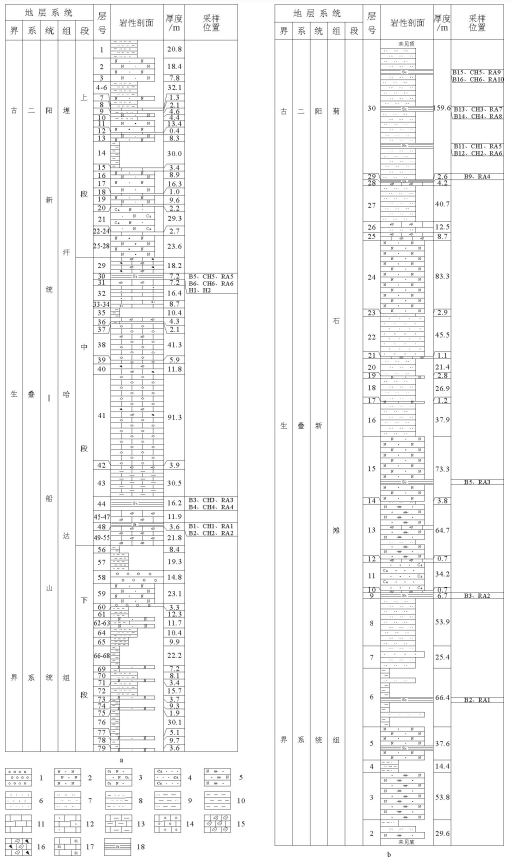 地 层 系 统
界 系 统 组 段
层号
岩性剖面
厚度/m
采样位置
古生界
二叠系
阳新统
船山统
哈达组
上段
中段
下段
1 20.8
2 18.4
3 7.8
4-6 32.1
7 1.3
8 2.1
9 4.6
10 4.4
11 13.4
12 0.4
13 8.3
14 30.0
15 3.4
16 8.9
17 16.3
18 1.0
19 9.6
20 2.2
21 29.3
22-24 2.7
25-28 23.6
29 18.2
30 7.2 B5、CH5、RA5
31 7.2 B6、CH6、RA6
32 16.4 H1、H2
33-34 8.7
35 10.4
36 4.3
37 2.1
38 41.3
39 5.9
40 11.8
41 91.3
42 3.9
43 30.5
44 16.2 B3、CH3、RA3
B4、CH4、RA4
45-47 11.9
48 3.6 B1、CH1、RA1
49-55 21.8 B2、CH2、RA2
56 8.4
57 19.3
58 14.8
59 23.1
60 3.3
61 12.3
62-63 11.7
64 10.4
65 9.9
66-68 22.2
69 7.2
70 8.1
71 3.4
72 15.7
73 3.7
74 9.3
75 1.9
76 30.1
77 5.1
78 9.7
79 3.6
a
1 2 3 4 5
6 7 8 9 10
11 12 13 14 15
16 17 18
地 层 系 统
界 系 统 组
层号
岩性剖面
厚度/m
采样位置
古生界
二叠系
阳新统
菊石滩组
未见顶
B15、CH5、RA9
B16、CH6、RA10
30 159.6 B13、CH3、RA7
B14、CH4、RA8
B11、CH1、RA5
B12、CH2、RA6
29 2.6 B9、RA4
28 4.2
27 40.7
26 12.5
25 8.7
24 83.3
23 2.9
22 45.5
21 1.1
20 21.4
19 2.8
18 26.9
17 1.2
16 37.9
15 73.3 B5、RA3
14 3.8
13 64.7
12 0.7
11 34.2
10 0.7
9 6.7 B3、RA2
8 53.9
7 25.4
6 66.4 B2、RA1
5 37.6
4 14.4
3 53.8
2 29.6
未见底
b